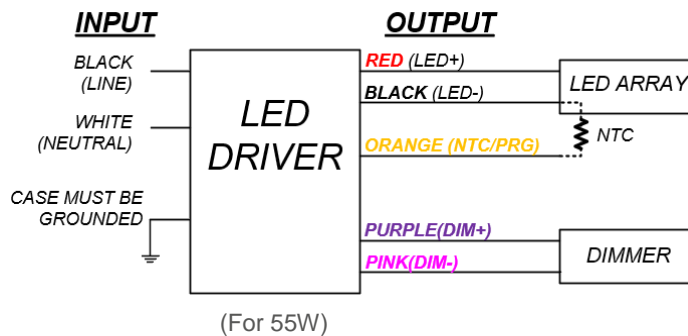 INPUT
OUTPUT
BLACK
(LINE)
WHITE
(NEUTRAL)
CASE MUST BE
GROUNDED
LED
DRIVER
RED (LED+)
BLACK (LED-)
ORANGE (NTC/PRG)
PURPLE(DIM+)
PINK(DIM-)
LED ARRAY
NTC
DIMMER
(For 55W)